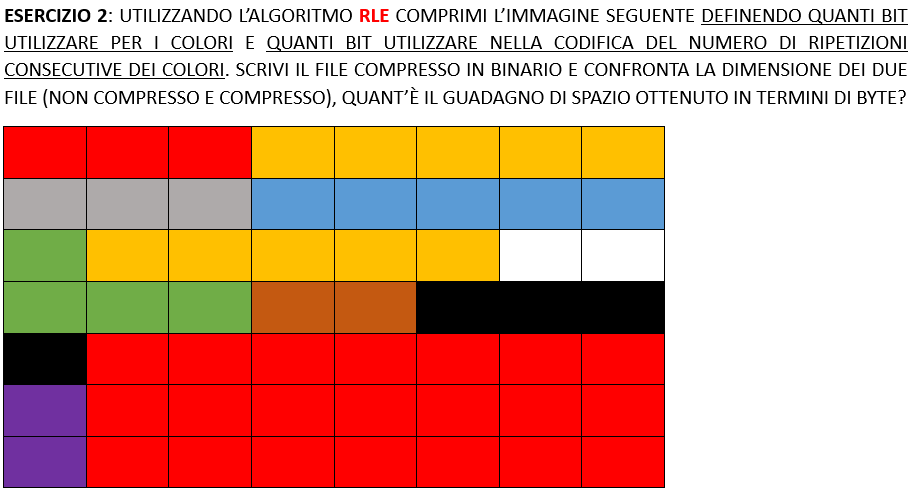 ESERCIZIO 2: UTILIZZANDO L’ALGORITMO RLE COMPRIMI L’IMMAGINE SEGUENTE DEFINENDO QUANTI BIT
UTILIZZARE PER I COLORI E QUANTI BIT UTILIZZARE NELLA CODIFICA DEL NUMERO DI RIPETIZIONI
CONSECUTIVE DEI COLORI. SCRIVI IL FILE COMPRESSO IN BINARIO E CONFRONTA LA DIMENSIONE DEI DUE
FILE (NON COMPRESSO E COMPRESSO), QUANT’È IL GUADAGNO DI SPAZIO OTTENUTO IN TERMINI DI BYTE?